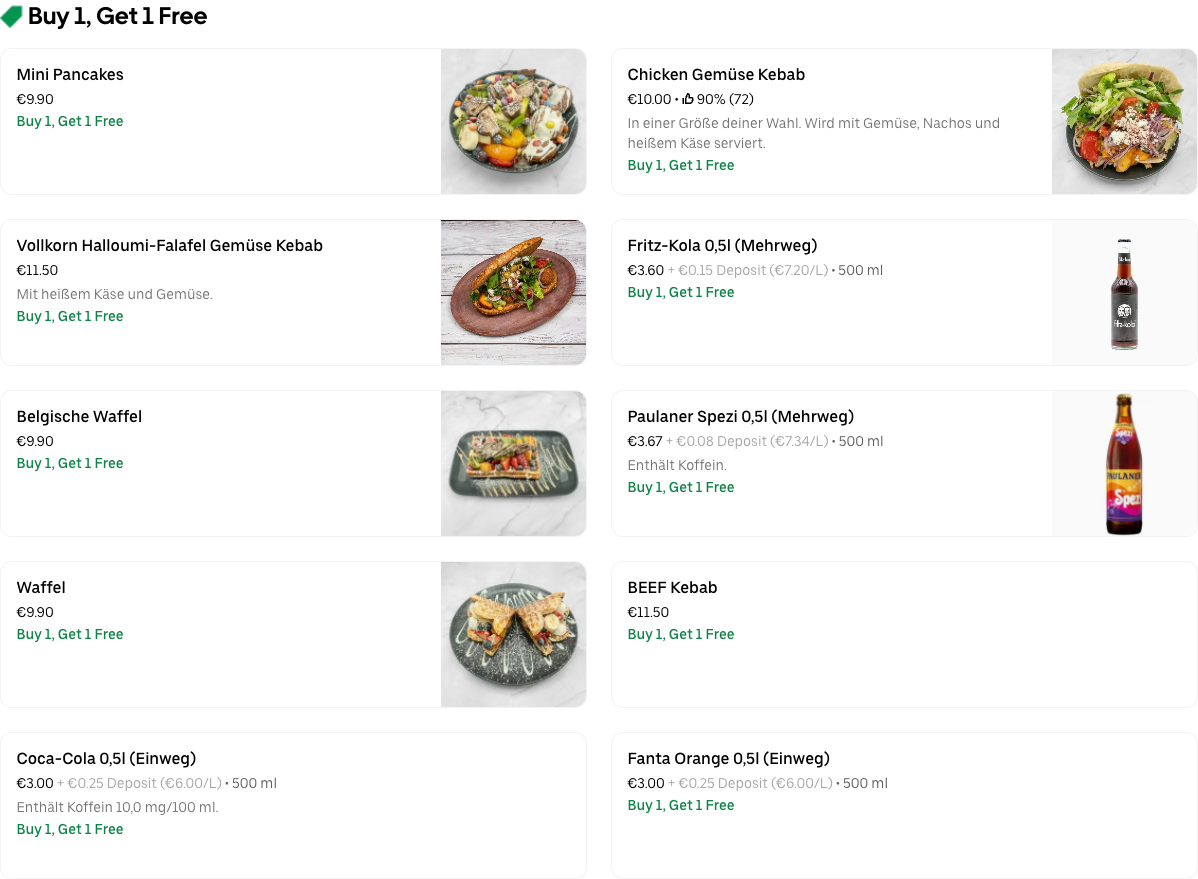 Buy 1, Get 1 Free
Mini Pancakes
€9.90
Buy 1, Get 1 Free
Chicken Gemüse Kebab
€10.00 • 90% (72)
In einer Größe deiner Wahl. Wird mit Gemüse, Nachos und
heißem Käse serviert.
Buy 1, Get 1 Free
Vollkorn Halloumi-Falafel Gemüse Kebab
€11.50
Mit heißem Käse und Gemüse.
Buy 1, Get 1 Free
Fritz-Kola 0,5l (Mehrweg)
€3.60 + €0.15 Deposit (€7.20/L) • 500 ml
Buy 1, Get 1 Free
fritz-kola
Belgische Waffel
€9.90
Buy 1, Get 1 Free
Paulaner Spezi 0,5l (Mehrweg)
€3.67 + €0.08 Deposit (€7.34/L) • 500 ml
Enthält Koffein.
Buy 1, Get 1 Free
Spezi
PAULANER
Spezi
Waffel
€9.90
Buy 1, Get 1 Free
BEEF Kebab
€11.50
Buy 1, Get 1 Free
Coca-Cola 0,5l (Einweg)
€3.00 + €0.25 Deposit (€6.00/L) • 500 ml
Enthält Koffein 10,0 mg/100 ml.
Buy 1, Get 1 Free
Fanta Orange 0,5l (Einweg)
€3.00 + €0.25 Deposit (€6.00/L) • 500 ml
Buy 1, Get 1 Free